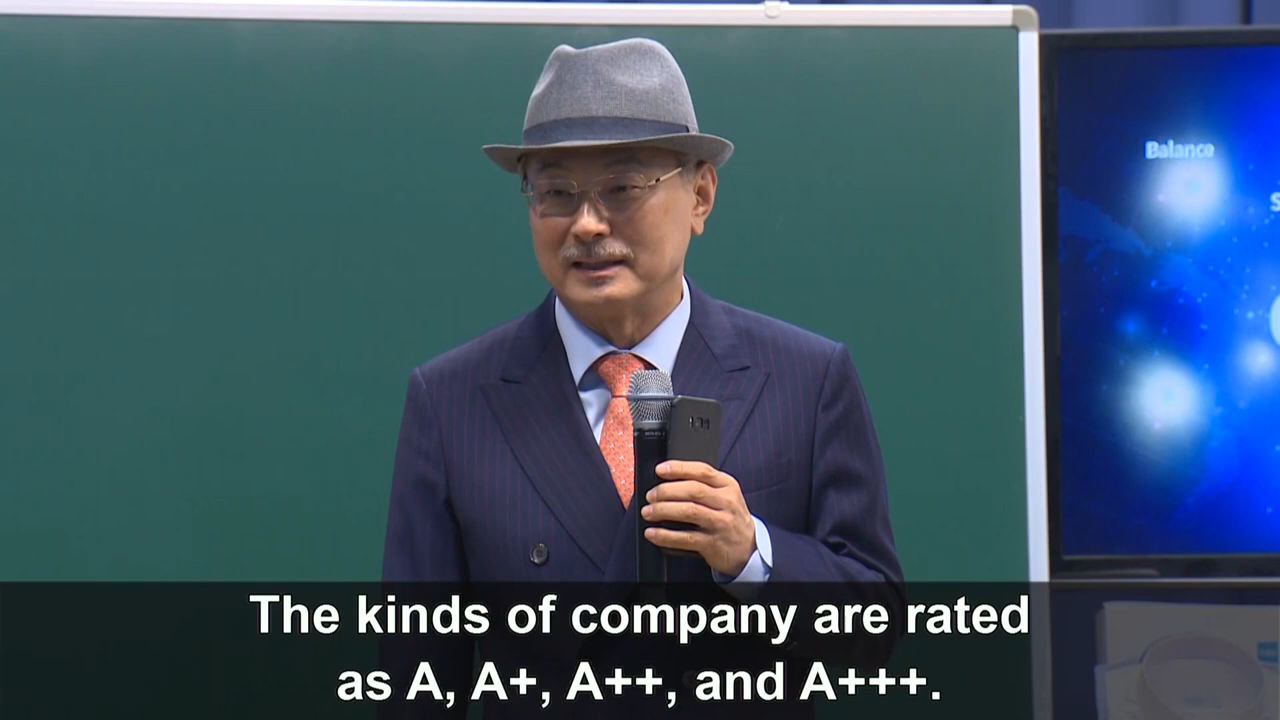 Balance
The kinds of company are rated
as A, A+, A++, and A+++.